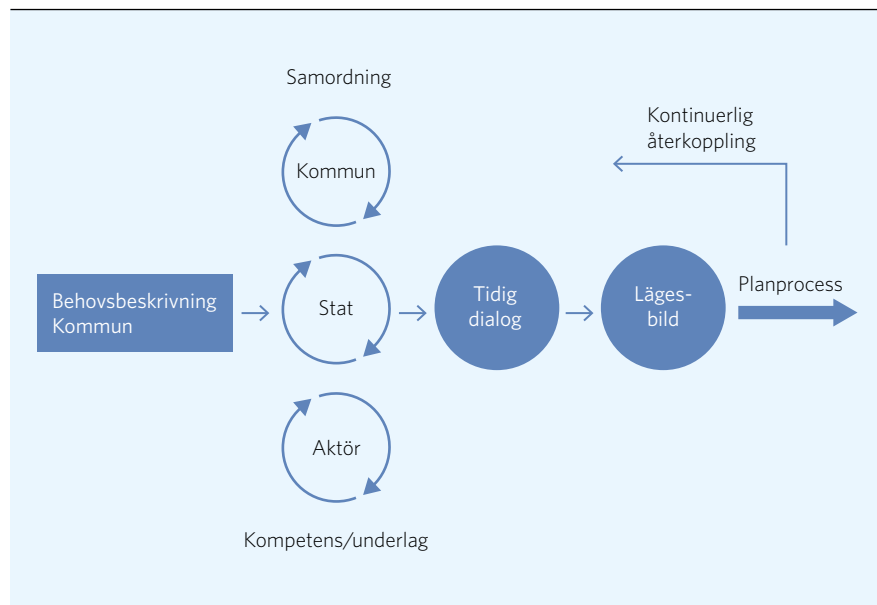 Samordning
Kommun
Kontinuerlig
återkoppling
Behovsbeskrivning
Kommun
Stat
Tidig
dialog
Läges-
bild
Planprocess
Aktör
Kompetens/underlag